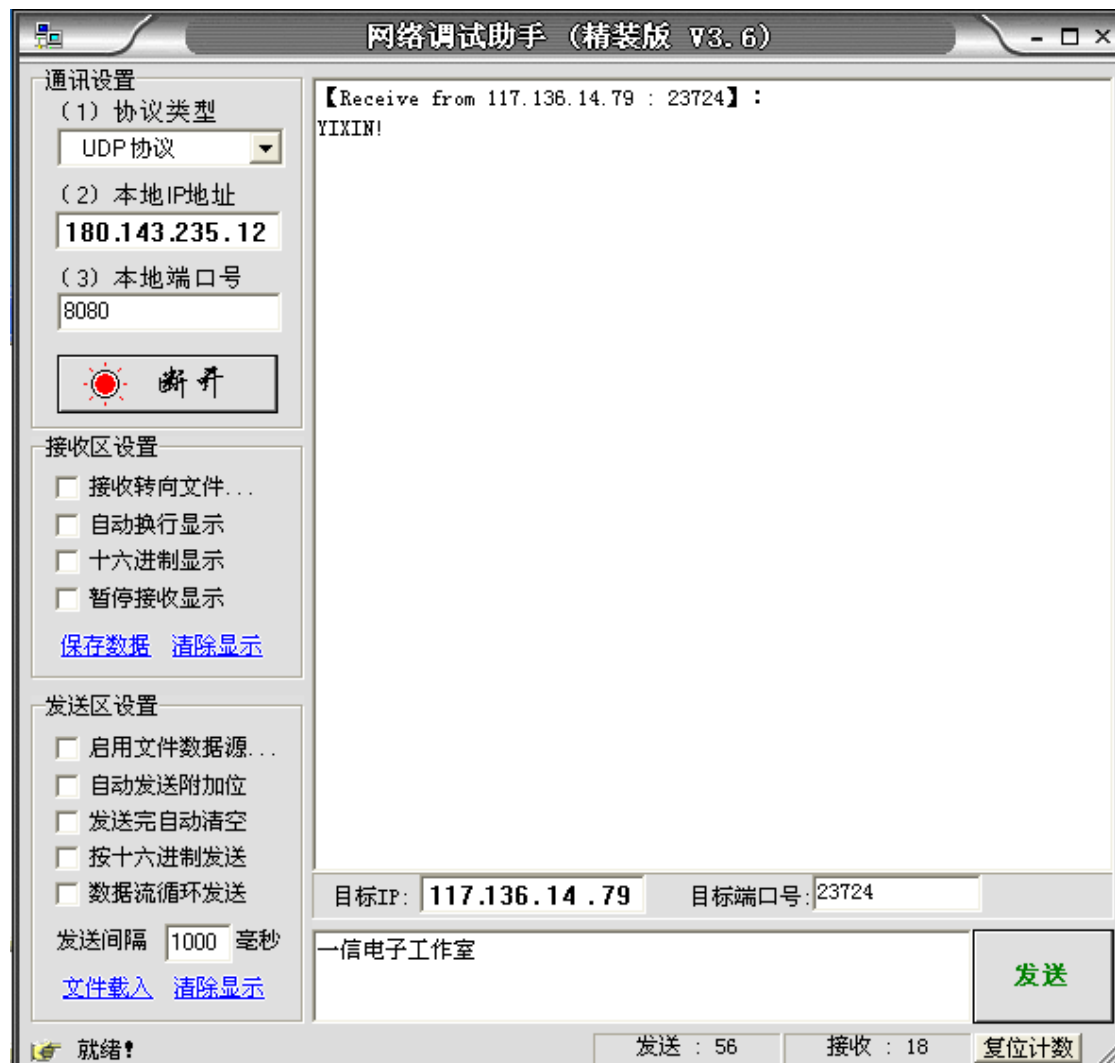 网络调试助手 (精装版 V3.6)
通讯设置
(1) 协议类型
UDP协议
(2) 本地IP地址
180.143.235.12
(3) 本地端口号
8080
断开
接收区设置
接收转向文件...
自动换行显示
十六进制显示
暂停接收显示
保存数据 清除显示
发送区设置
启用文件数据源...
自动发送附加位
发送完自动清空
按十六进制发送
数据流循环发送
发送间隔 1000 毫秒
文件载入 清除显示
【Receive from 117.136.14.79 : 23724】:
YIXIN!
目标IP: 117.136.14.79 目标端口号: 23724
一信电子工作室
发送
就绪! 发送 : 56 接收 : 18 复位计数